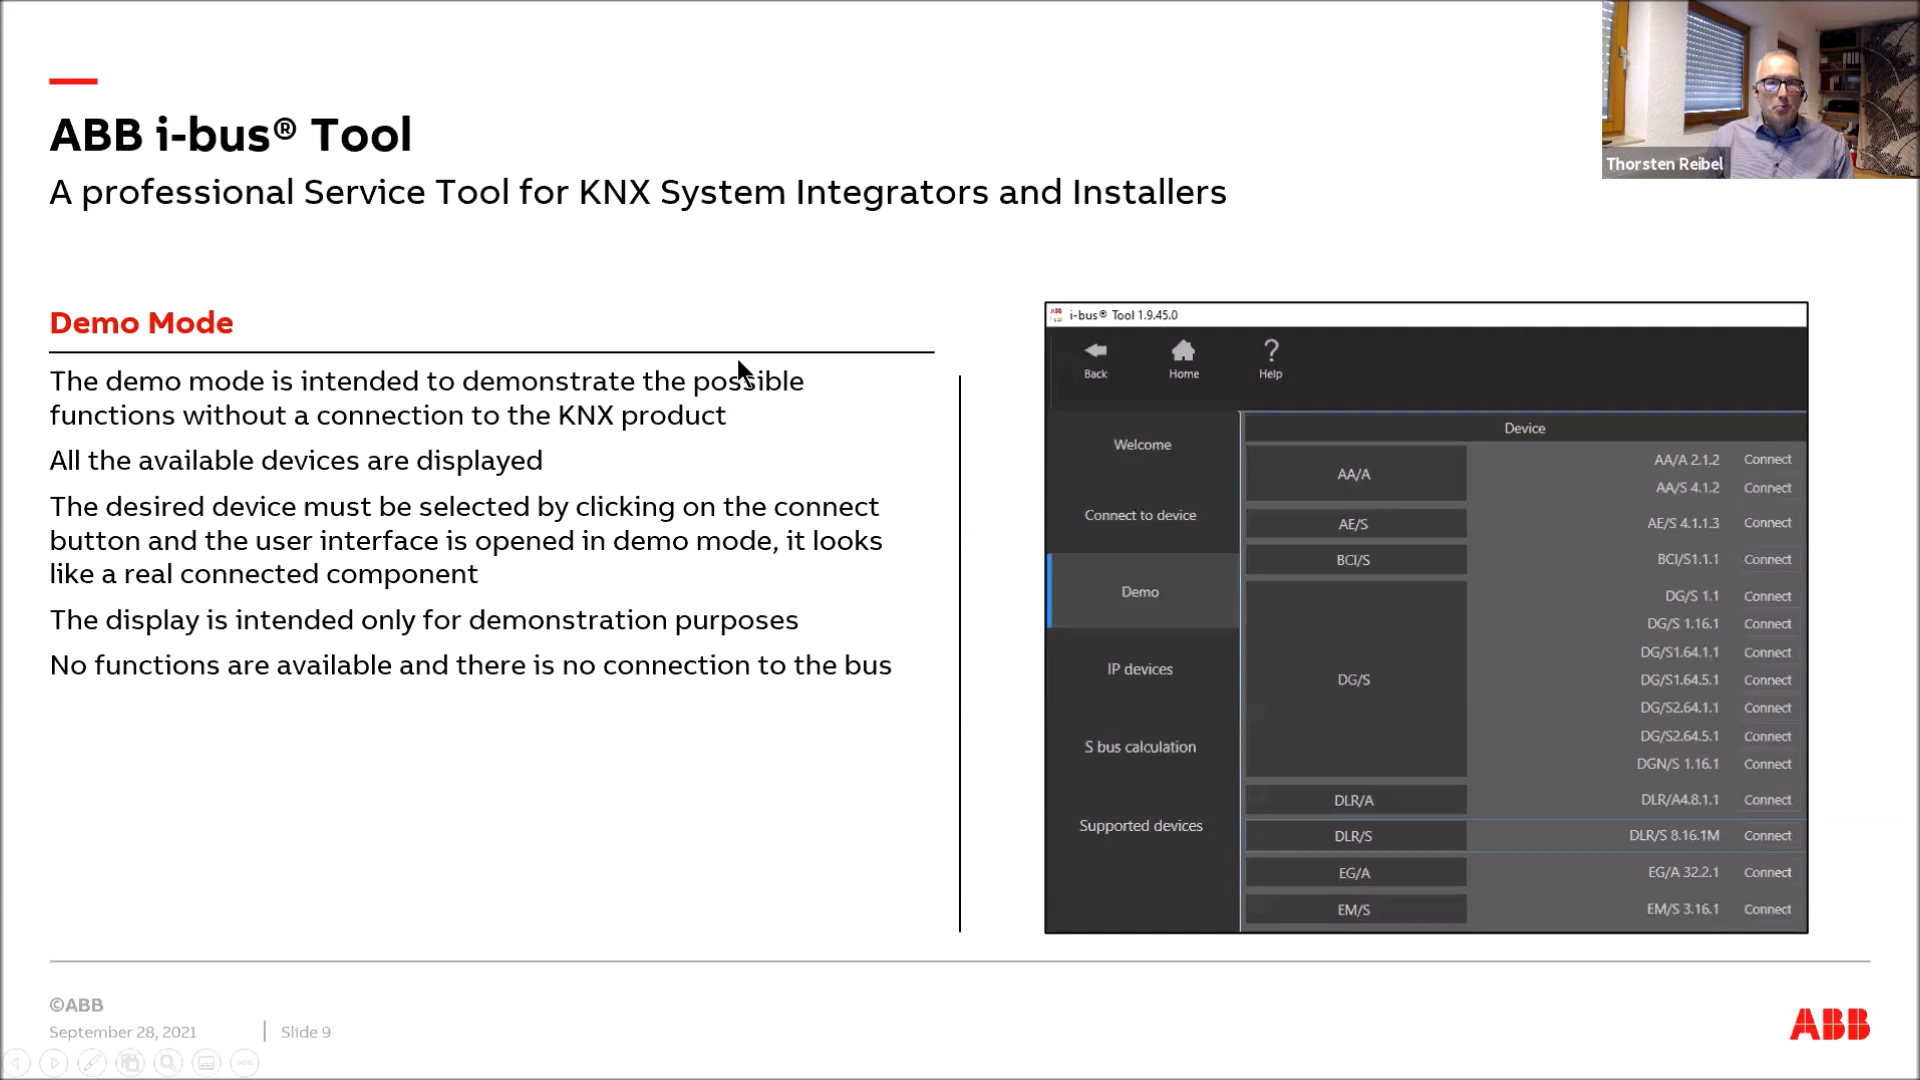 ABB i-bus® Tool
A professional Service Tool for KNX System Integrators and Installers
Thorsten Reibel
Demo Mode
The demo mode is intended to demonstrate the possible
functions without a connection to the KNX product
All the available devices are displayed
The desired device must be selected by clicking on the connect
button and the user interface is opened in demo mode, it looks
like a real connected component
The display is intended only for demonstration purposes
No functions are available and there is no connection to the bus
i-bus® Tool 1.9.45.0
Back Home Help
Welcome
Connect to device
Demo
IP devices
S bus calculation
Supported devices
Device
AA/A
AA/A 2.1.2 Connect
AA/S 4.1.2 Connect
AE/S AE/S 4.1.1.3 Connect
BCI/S BCI/S1.1.1 Connect
DG/S
DG/S 1.1 Connect
DG/S 1.16.1 Connect
DG/S1.64.1.1 Connect
DG/S1.64.5.1 Connect
DG/S2.64.1.1 Connect
DG/S2.64.5.1 Connect
DGN/S 1.16.1 Connect
DLR/A DLR/A4.8.1.1 Connect
DLR/S DLR/S 8.16.1M Connect
EG/A EG/A 32.2.1 Connect
EM/S EM/S 3.16.1 Connect
©ABB
September 28, 2021 | Slide 9
ABB